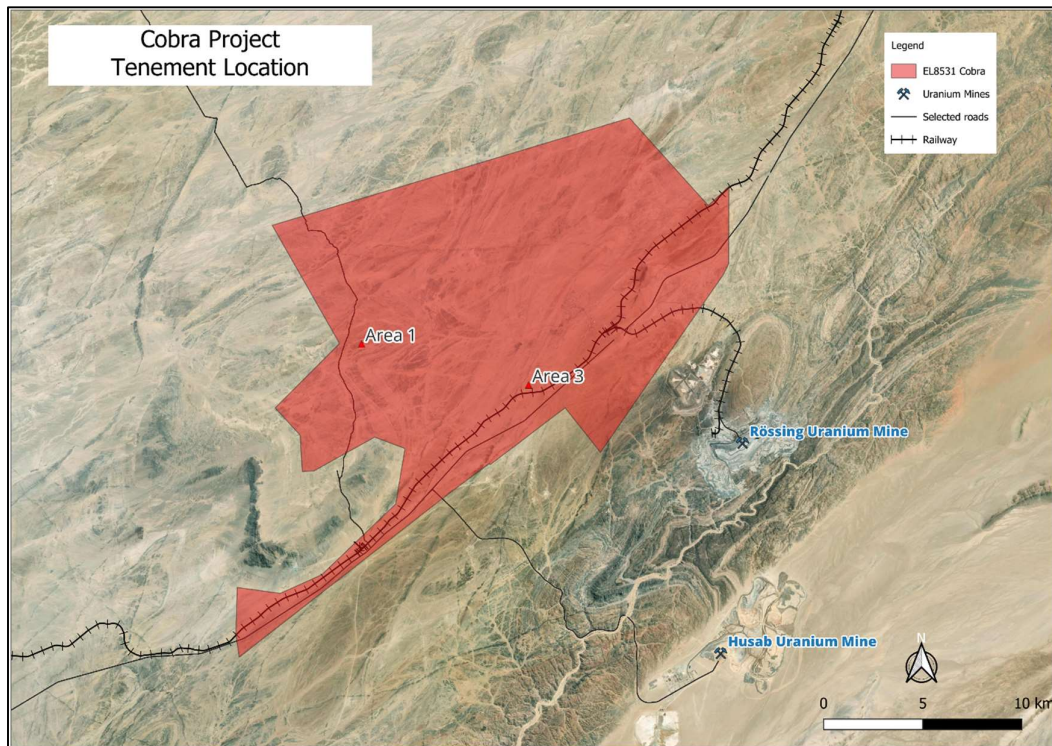 Cobra Project
Tenement Location
Legend
EL8531 Cobra
Uranium Mines
Selected roads
Railway
Area 1
Area 3
Rössing Uranium Mine
Husab Uranium Mine
N
0 5 10 km